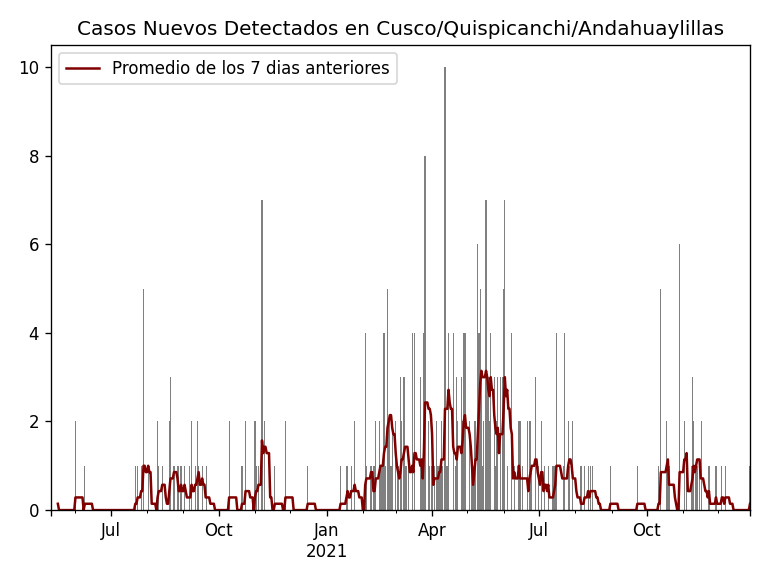 Casos Nuevos Detectados en Cusco/Quispicanchi/Andahuaylillas
Promedio de los 7 dias anteriores
10
8
6
4
2
0
Jul
Oct
Jan
2021
Apr
Jul
Oct